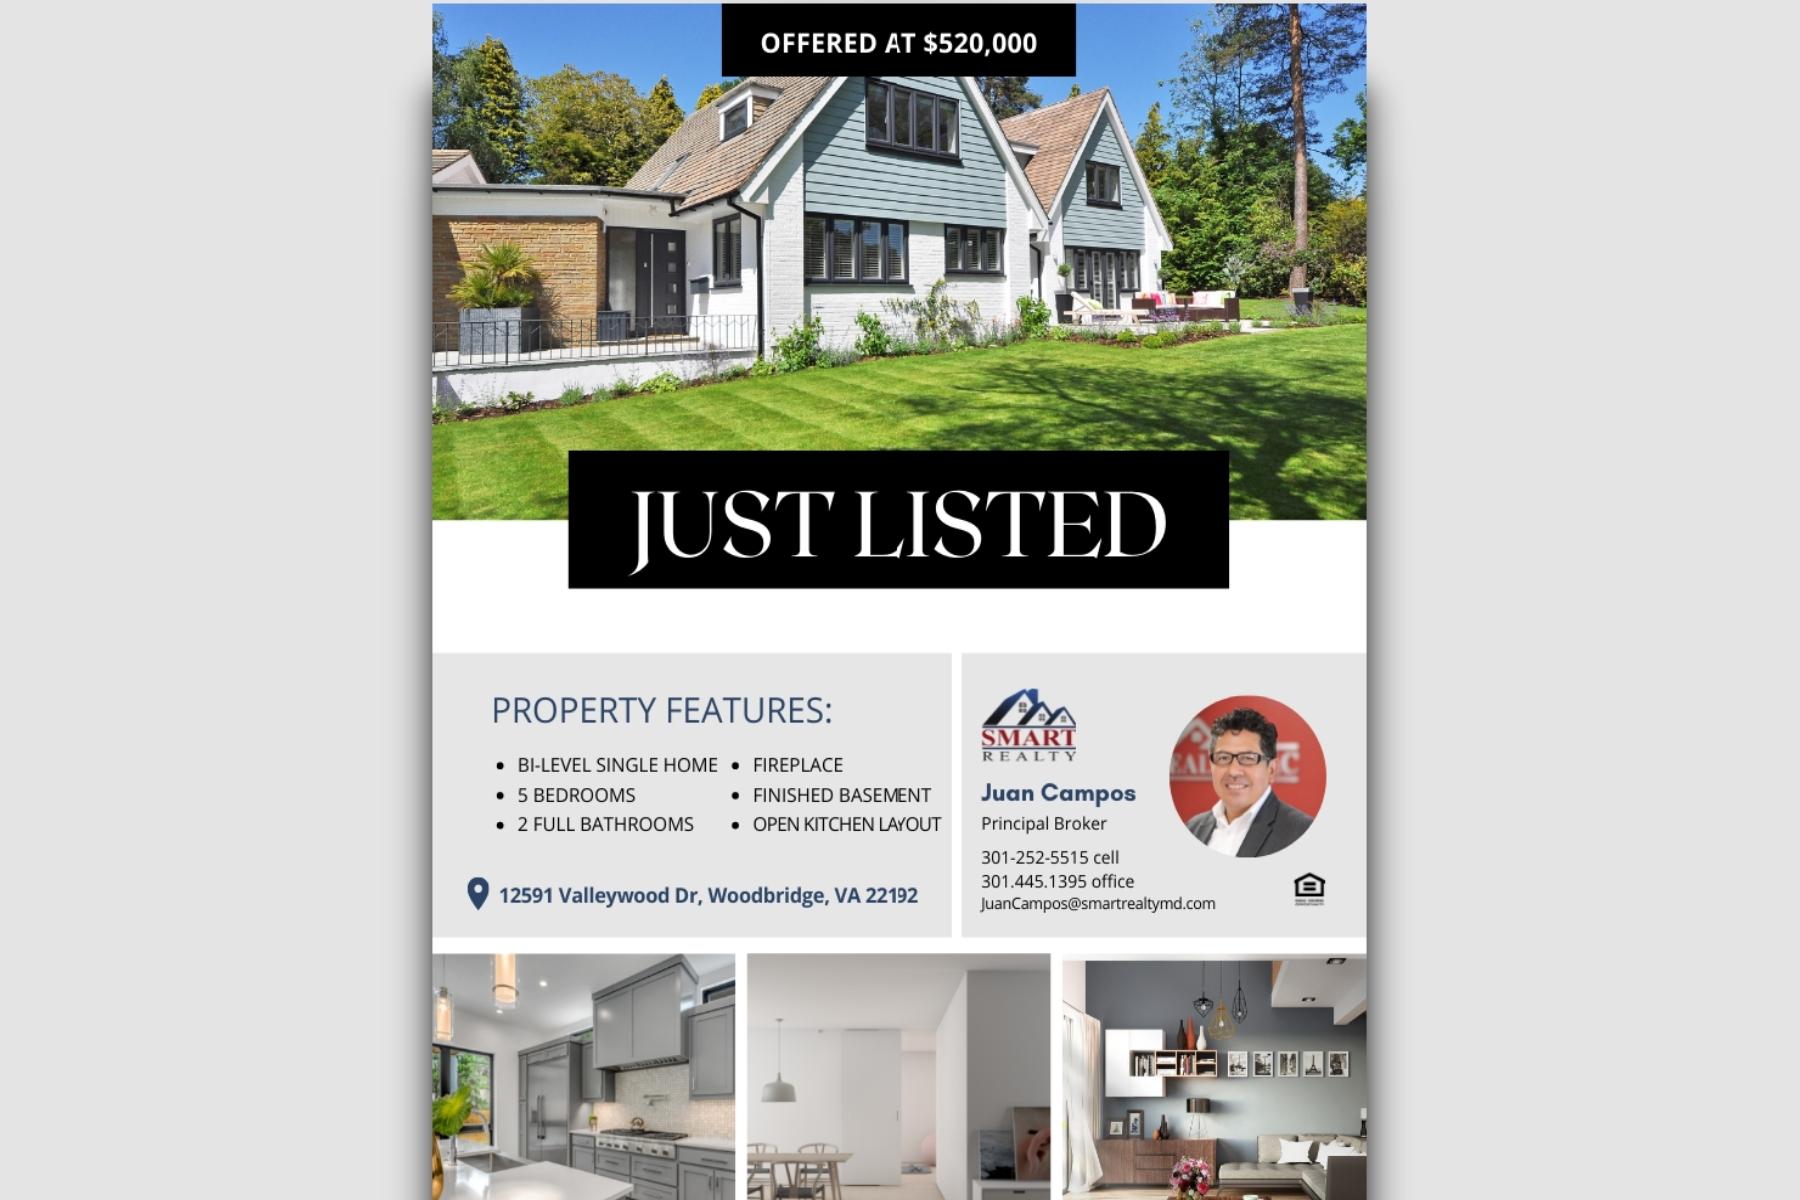 OFFERED AT $520,000
JUST LISTED
PROPERTY FEATURES:
• BI-LEVEL SINGLE HOME
• 5 BEDROOMS
• 2 FULL BATHROOMS
• FIREPLACE
• FINISHED BASEMENT
• OPEN KITCHEN LAYOUT
12591 Valleywood Dr, Woodbridge, VA 22192
SMART
REALTY
Juan Campos
Principal Broker
301-252-5515 cell
301.445.1395 office
JuanCampos@smartrealtymd.com